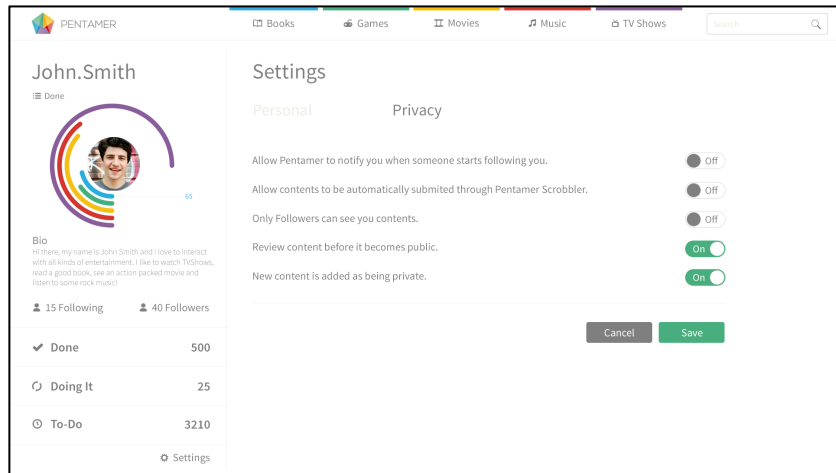 PENTAMER
Books
Games
Movies
Music
TV Shows
Search
John.Smith
Done
65
Bio
Hi there, my name is John Smith and I love to interact
with all kinds of entertainment. I like to watch TVShows,
read a good book, see an action packed movie and
listen to some rock music!
15 Following
40 Followers
Done 500
Doing It 25
To-Do 3210
Settings
Settings
Personal
Privacy
Allow Pentamer to notify you when someone starts following you. Off
Allow contents to be automatically submited through Pentamer Scrobbler. Off
Only Followers can see you contents. Off
Review content before it becomes public. On
New content is added as being private. On
Cancel
Save